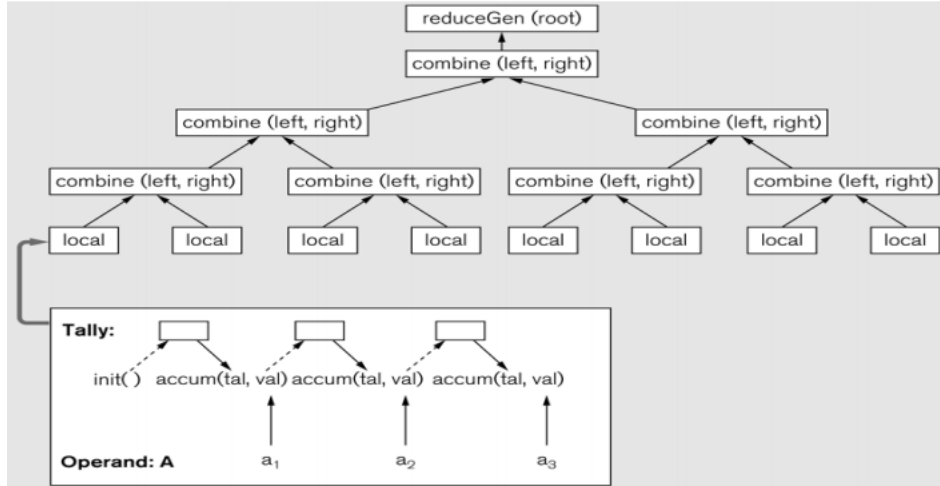 reduceGen (root)
combine (left, right)
combine (left, right) combine (left, right)
combine (left, right) combine (left, right) combine (left, right) combine (left, right)
local local local local local local local local
Tally:
init( ) accum(tal, val) accum(tal, val) accum(tal, val)
Operand: A a1 a2 a3